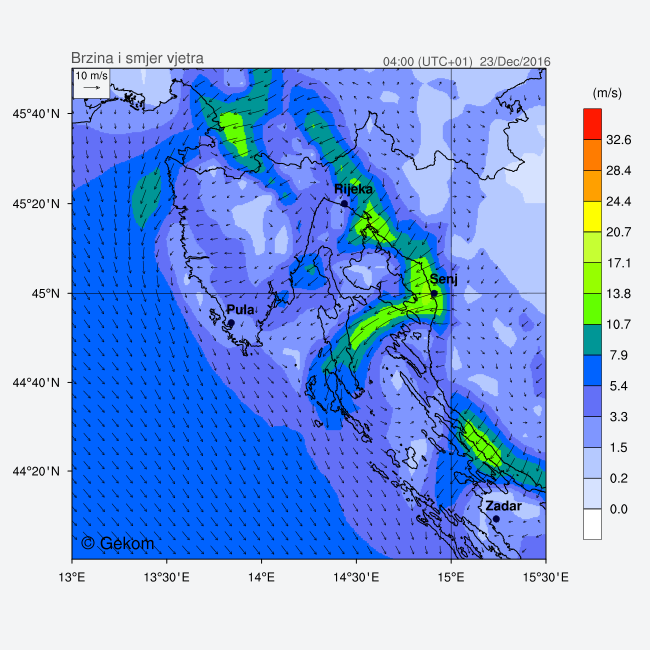 Brzina i smjer vjetra
04:00 (UTC+01) 23/Dec/2016
10 m/s
(m/s)
45°40'N
45°20'N
45°N
44°40'N
44°20'N
Rijeka
Senj
Pula
Zadar
32.6
28.4
24.4
20.7
17.1
13.8
10.7
7.9
5.4
3.3
1.5
0.2
0.0
© Gekom
13°E
13°30'E
14°E
14°30'E
15°E
15°30'E